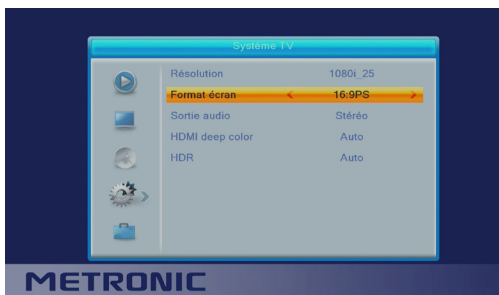 Système TV
Résolution 1080i_25
Format écran 16:9PS
Sortie audio Stéréo
HDMI deep color Auto
HDR Auto
METRONIC